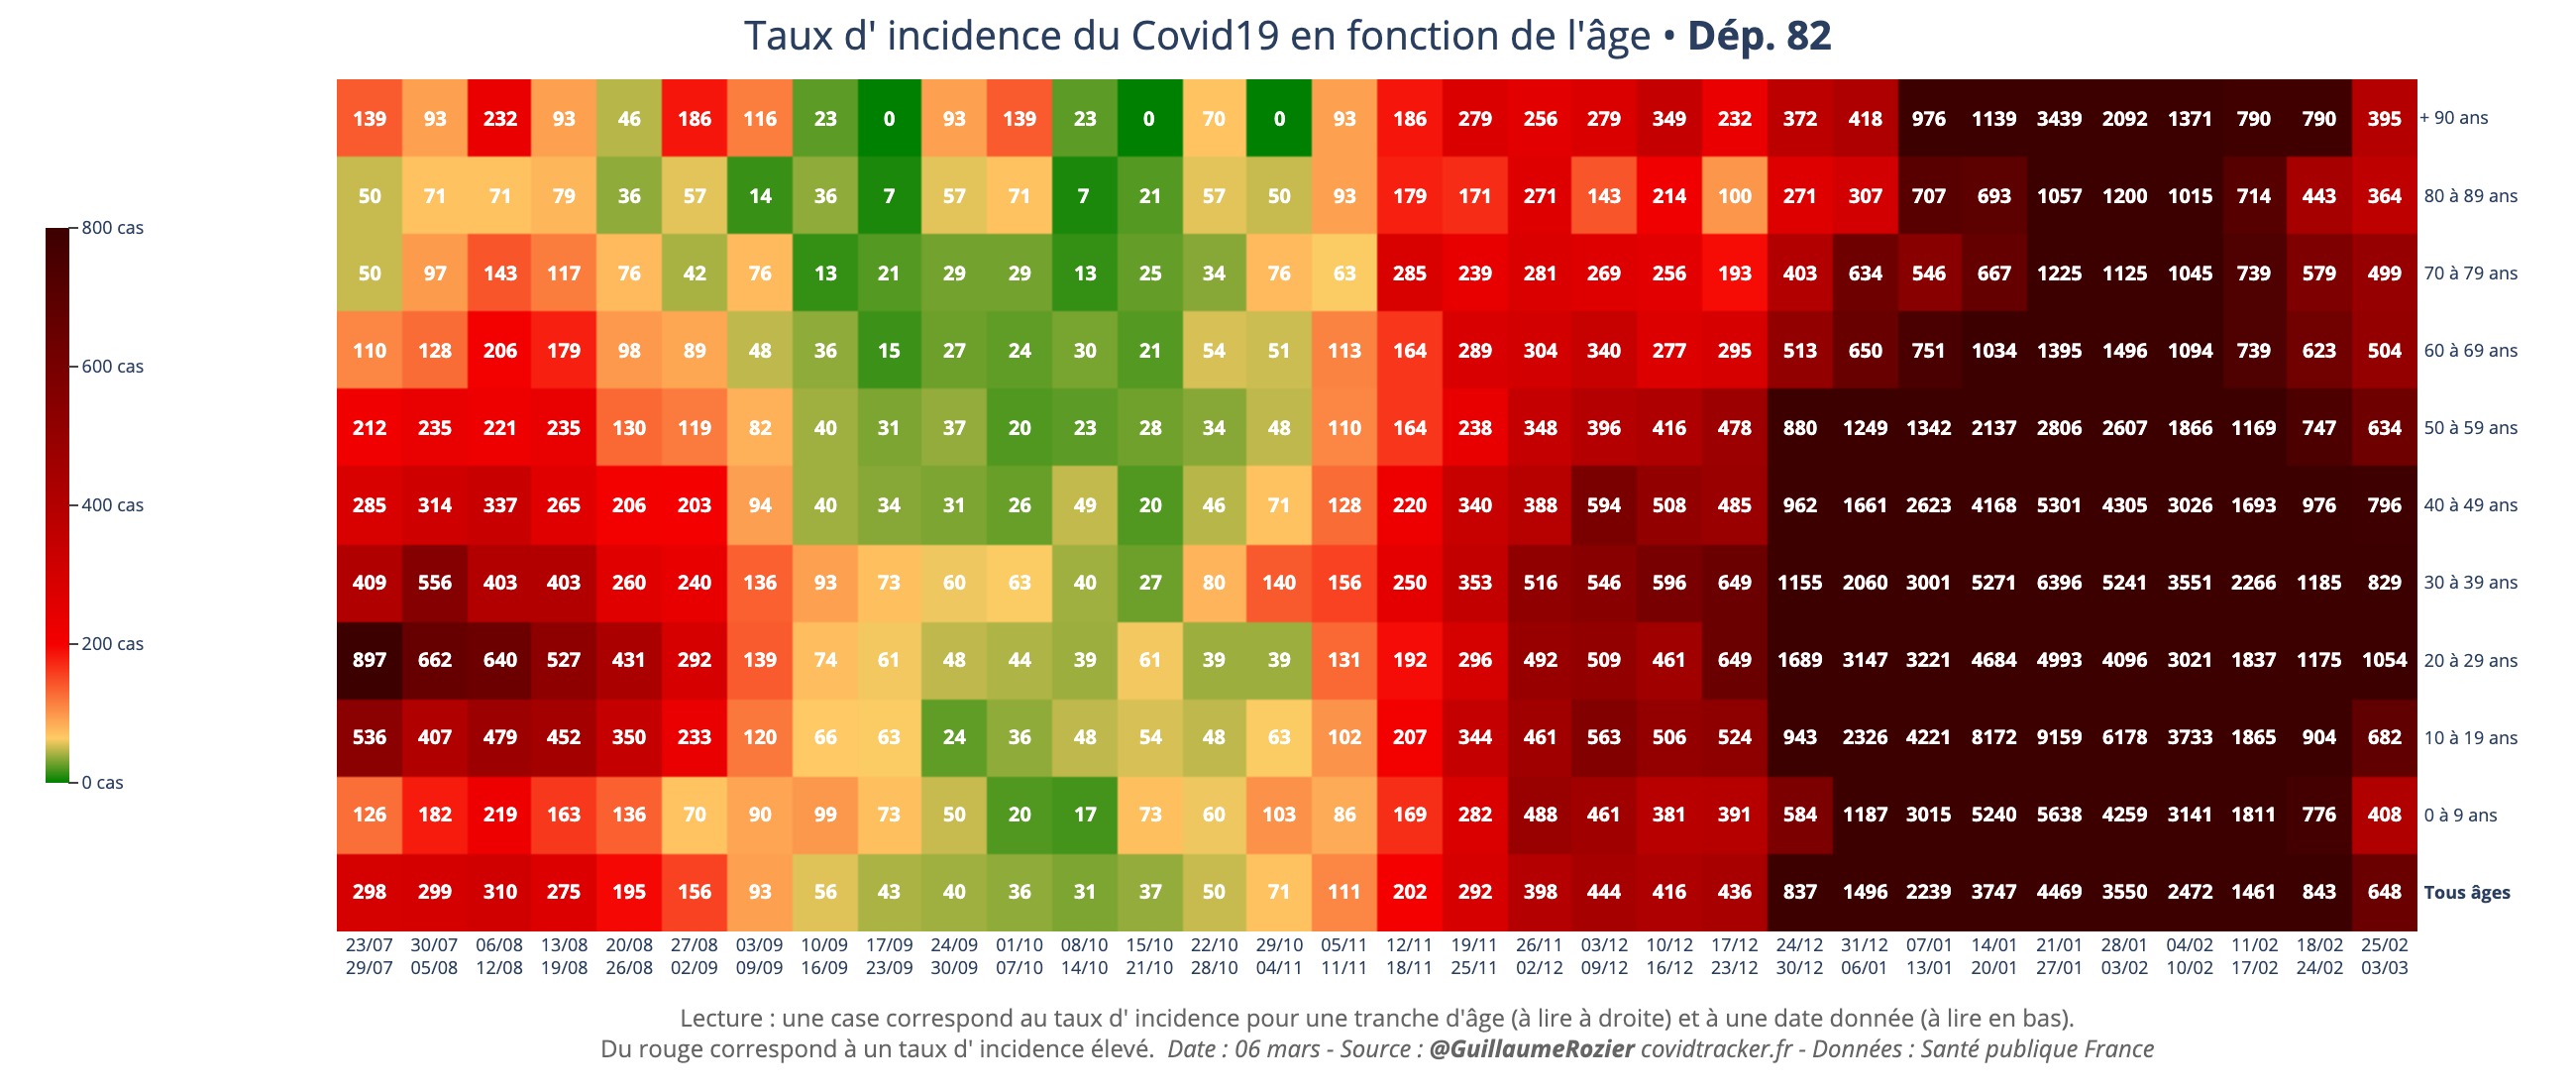 Taux d' incidence du Covid19 en fonction de l'âge • Dép. 82
139 93 232 93 46 186 116 23 0 93 139 23 0 70 0 93 186 279 256 279 349 232 372 418 976 1139 3439 2092 1371 790 790 395 + 90 ans
50 71 71 79 36 57 14 36 7 57 71 7 21 57 50 93 179 171 271 143 214 100 271 307 707 693 1057 1200 1015 714 443 364 80 à 89 ans
800 cas
50 97 143 117 76 42 76 13 21 29 29 13 25 34 76 63 285 239 281 269 256 193 403 634 546 667 1225 1125 1045 739 579 499 70 à 79 ans
110 128 206 179 98 89 48 36 15 27 24 30 21 54 51 113 164 289 304 340 277 295 513 650 751 1034 1395 1496 1094 739 623 504 60 à 69 ans
600 cas
212 235 221 235 130 119 82 40 31 37 20 23 28 34 48 110 164 238 348 396 416 478 880 1249 1342 2137 2806 2607 1866 1169 747 634 50 à 59 ans
400 cas
285 314 337 265 206 203 94 40 34 31 26 49 20 46 71 128 220 340 388 594 508 485 962 1661 2623 4168 5301 4305 3026 1693 976 796 40 à 49 ans
409 556 403 403 260 240 136 93 73 60 63 40 27 80 140 156 250 353 516 546 596 649 1155 2060 3001 5271 6396 5241 3551 2266 1185 829 30 à 39 ans
200 cas
897 662 640 527 431 292 139 74 61 48 44 39 61 39 39 131 192 296 492 509 461 649 1689 3147 3221 4684 4993 4096 3021 1837 1175 1054 20 à 29 ans
536 407 479 452 350 233 120 66 63 24 36 48 54 48 63 102 207 344 461 563 506 524 943 2326 4221 8172 9159 6178 3733 1865 904 682 10 à 19 ans
0 cas
126 182 219 163 136 70 90 99 73 50 20 17 73 60 103 86 169 282 488 461 381 391 584 1187 3015 5240 5638 4259 3141 1811 776 408 0 à 9 ans
298 299 310 275 195 156 93 56 43 40 36 31 37 50 71 111 202 292 398 444 416 436 837 1496 2239 3747 4469 3550 2472 1461 843 648 Tous âges
23/07 30/07 06/08 13/08 20/08 27/08 03/09 10/09 17/09 24/09 01/10 08/10 15/10 22/10 29/10 05/11 12/11 19/11 26/11 03/12 10/12 17/12 24/12 31/12 07/01 14/01 21/01 28/01 04/02 11/02 18/02 25/02
29/07 05/08 12/08 19/08 26/08 02/09 09/09 16/09 23/09 30/09 07/10 14/10 21/10 28/10 04/11 11/11 18/11 25/11 02/12 09/12 16/12 23/12 30/12 06/01 13/01 20/01 27/01 03/02 10/02 17/02 24/02 03/03
Lecture : une case correspond au taux d' incidence pour une tranche d'âge (à lire à droite) et à une date donnée (à lire en bas).
Du rouge correspond à un taux d' incidence élevé. Date : 06 mars - Source : @GuillaumeRozier covidtracker.fr - Données : Santé publique France